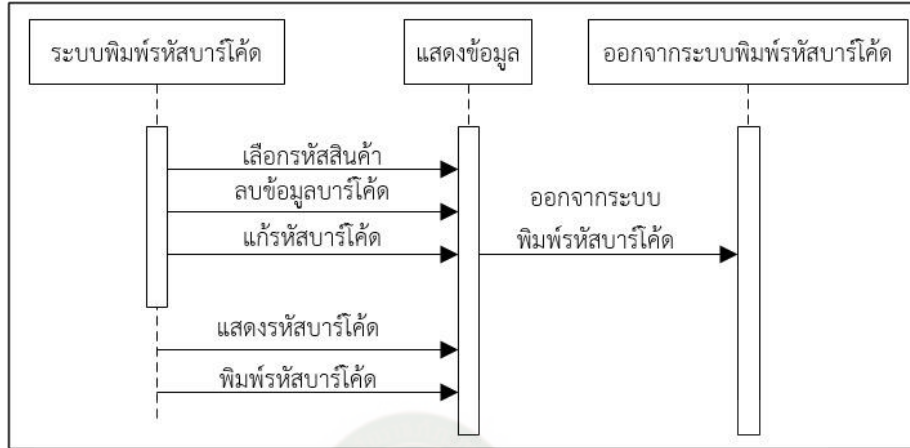 ระบบพิมพ์รหัสบาร์โค้ด
แสดงข้อมูล
ออกจากระบบพิมพ์รหัสบาร์โค้ด
เลือกรหัสสินค้า
ลบข้อมูลบาร์โค้ด
แก้รหัสบาร์โค้ด
ออกจากระบบ
พิมพ์รหัสบาร์โค้ด
แสดงรหัสบาร์โค้ด
พิมพ์รหัสบาร์โค้ด